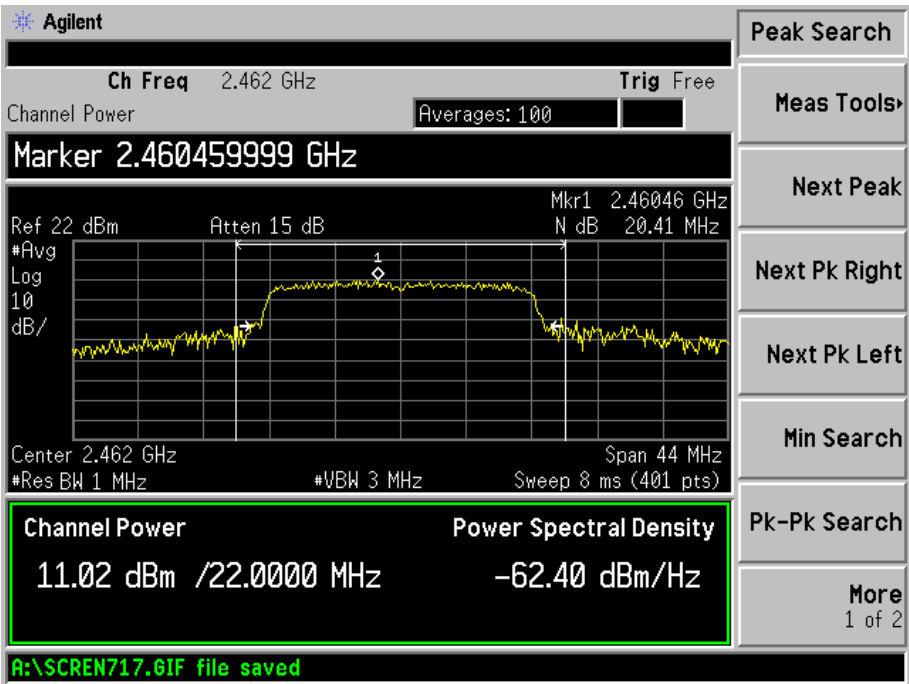 Agilent
Peak Search
Ch Freq 2.462 GHz Trig Free
Channel Power Averages: 100
Meas Tools
Marker 2.460459999 GHz
Next Peak
Mkr1 2.46046 GHz
Ref 22 dBm Atten 15 dB N dB 20.41 MHz
#Avg
Log
10
dB/
1
Next Pk Right
Next Pk Left
Center 2.462 GHz Span 44 MHz
#Res BW 1 MHz #VBW 3 MHz Sweep 8 ms (401 pts)
Min Search
Channel Power Power Spectral Density
11.02 dBm /22.0000 MHz -62.40 dBm/Hz
Pk-Pk Search
More
1 of 2
A:\SCREN717.GIF file saved